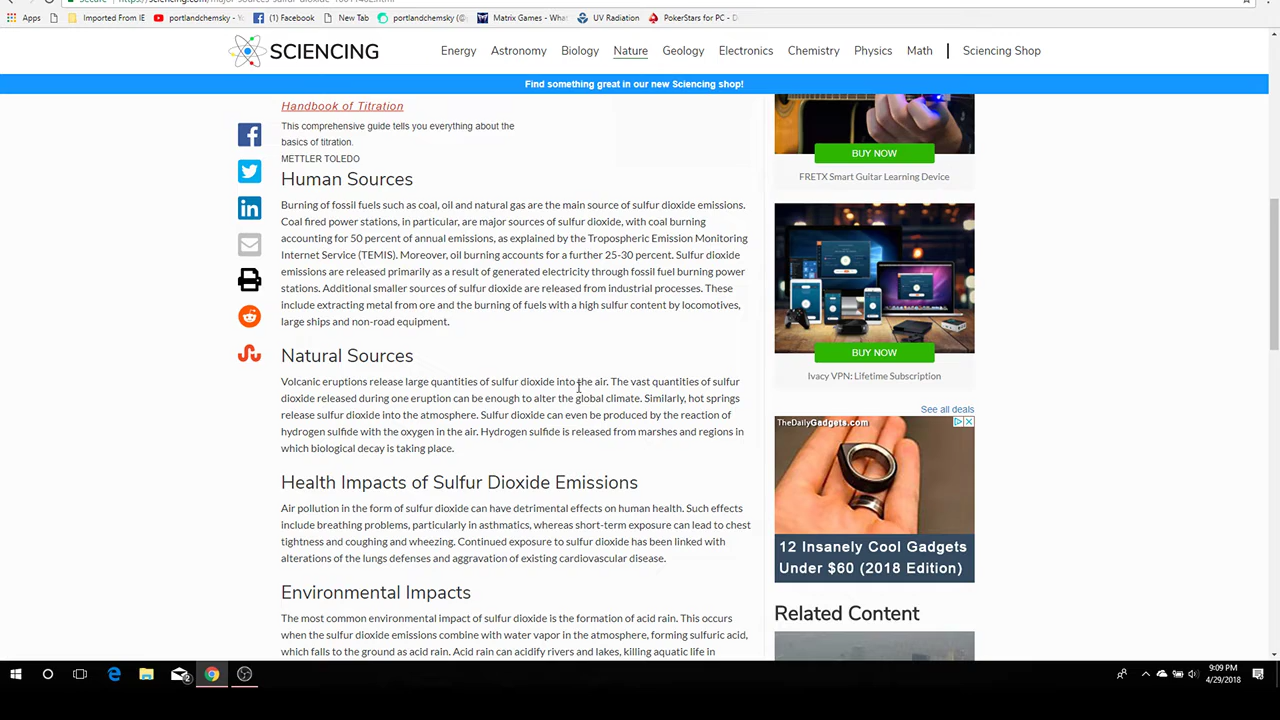 Secure
https://sciencing.com/major-sources-sulfur-dioxide-
Apps
Imported From IE
portlandchemsky - Y
(1) Facebook
New Tab
portlandchemsky (@
Matrix Games -
UV Radiation
PokerStars for PC - D
SCIENCING
Energy
Astronomy
Biology
Nature
Geology
Electronics
Chemistry
Physics
Math
Sciencing Shop
Find something great in our new Sciencing shop!
Handbook of Titration
This comprehensive guide tells you everything about the
basics of titration.
METTLER TOLEDO
Human Sources
Burning of fossil fuels such as coal, oil and natural gas are the main source of sulfur dioxide emissions.
Coal fired power stations, in particular, are major sources of sulfur dioxide, with coal burning
accounting for 50 percent of annual emissions, as explained by the Tropospheric Emission Monitoring
Internet Service (TEMIS). Moreover, oil burning accounts for a further 25-30 percent. Sulfur dioxide
emissions are released primarily as a result of generated electricity through fossil fuel burning power
stations. Additional smaller sources of sulfur dioxide are released from industrial processes. These
include extracting metal from ore and the burning of fuels with a high sulfur content by locomotives,
large ships and non-road equipment.
Natural Sources
Volcanic eruptions release large quantities of sulfur dioxide into the air. The vast quantities of sulfur
dioxide released during one eruption can be enough to alter the global climate. Similarly, hot springs
release sulfur dioxide into the atmosphere. Sulfur dioxide can even be produced by the reaction of
hydrogen sulfide with the oxygen in the air. Hydrogen sulfide is released from marshes and regions in
which biological decay is taking place.
Health Impacts of Sulfur Dioxide Emissions
Air pollution in the form of sulfur dioxide can have detrimental effects on human health. Such effects
include breathing problems, particularly in asthmatics, whereas short-term exposure can lead to chest
tightness and coughing and wheezing. Continued exposure to sulfur dioxide has been linked with
alterations of the lungs defenses and aggravation of existing cardiovascular disease.
Environmental Impacts
The most common environmental impact of sulfur dioxide is the formation of acid rain. This occurs
when the sulfur dioxide emissions combine with water vapor in the atmosphere, forming sulfuric acid,
which falls to the ground as acid rain. Acid rain can acidify rivers and lakes, killing aquatic life in
BUY NOW
FRETX Smart Guitar Learning Device
BUY NOW
Ivacy VPN: Lifetime Subscription
See all deals
TheDailyGadgets.com
12 Insanely Cool Gadgets
Under $60 (2018 Edition)
Related Content
9:09 PM
4/29/2018